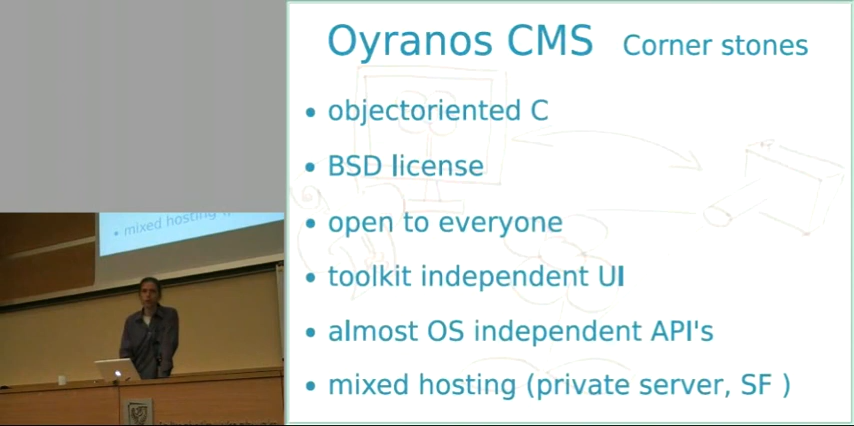 Oyranos CMS Corner stones
• objectoriented C
• BSD license
• open to everyone
• toolkit independent UI
• almost OS independent API's
• mixed hosting (private server, SF )
• mixed hosting